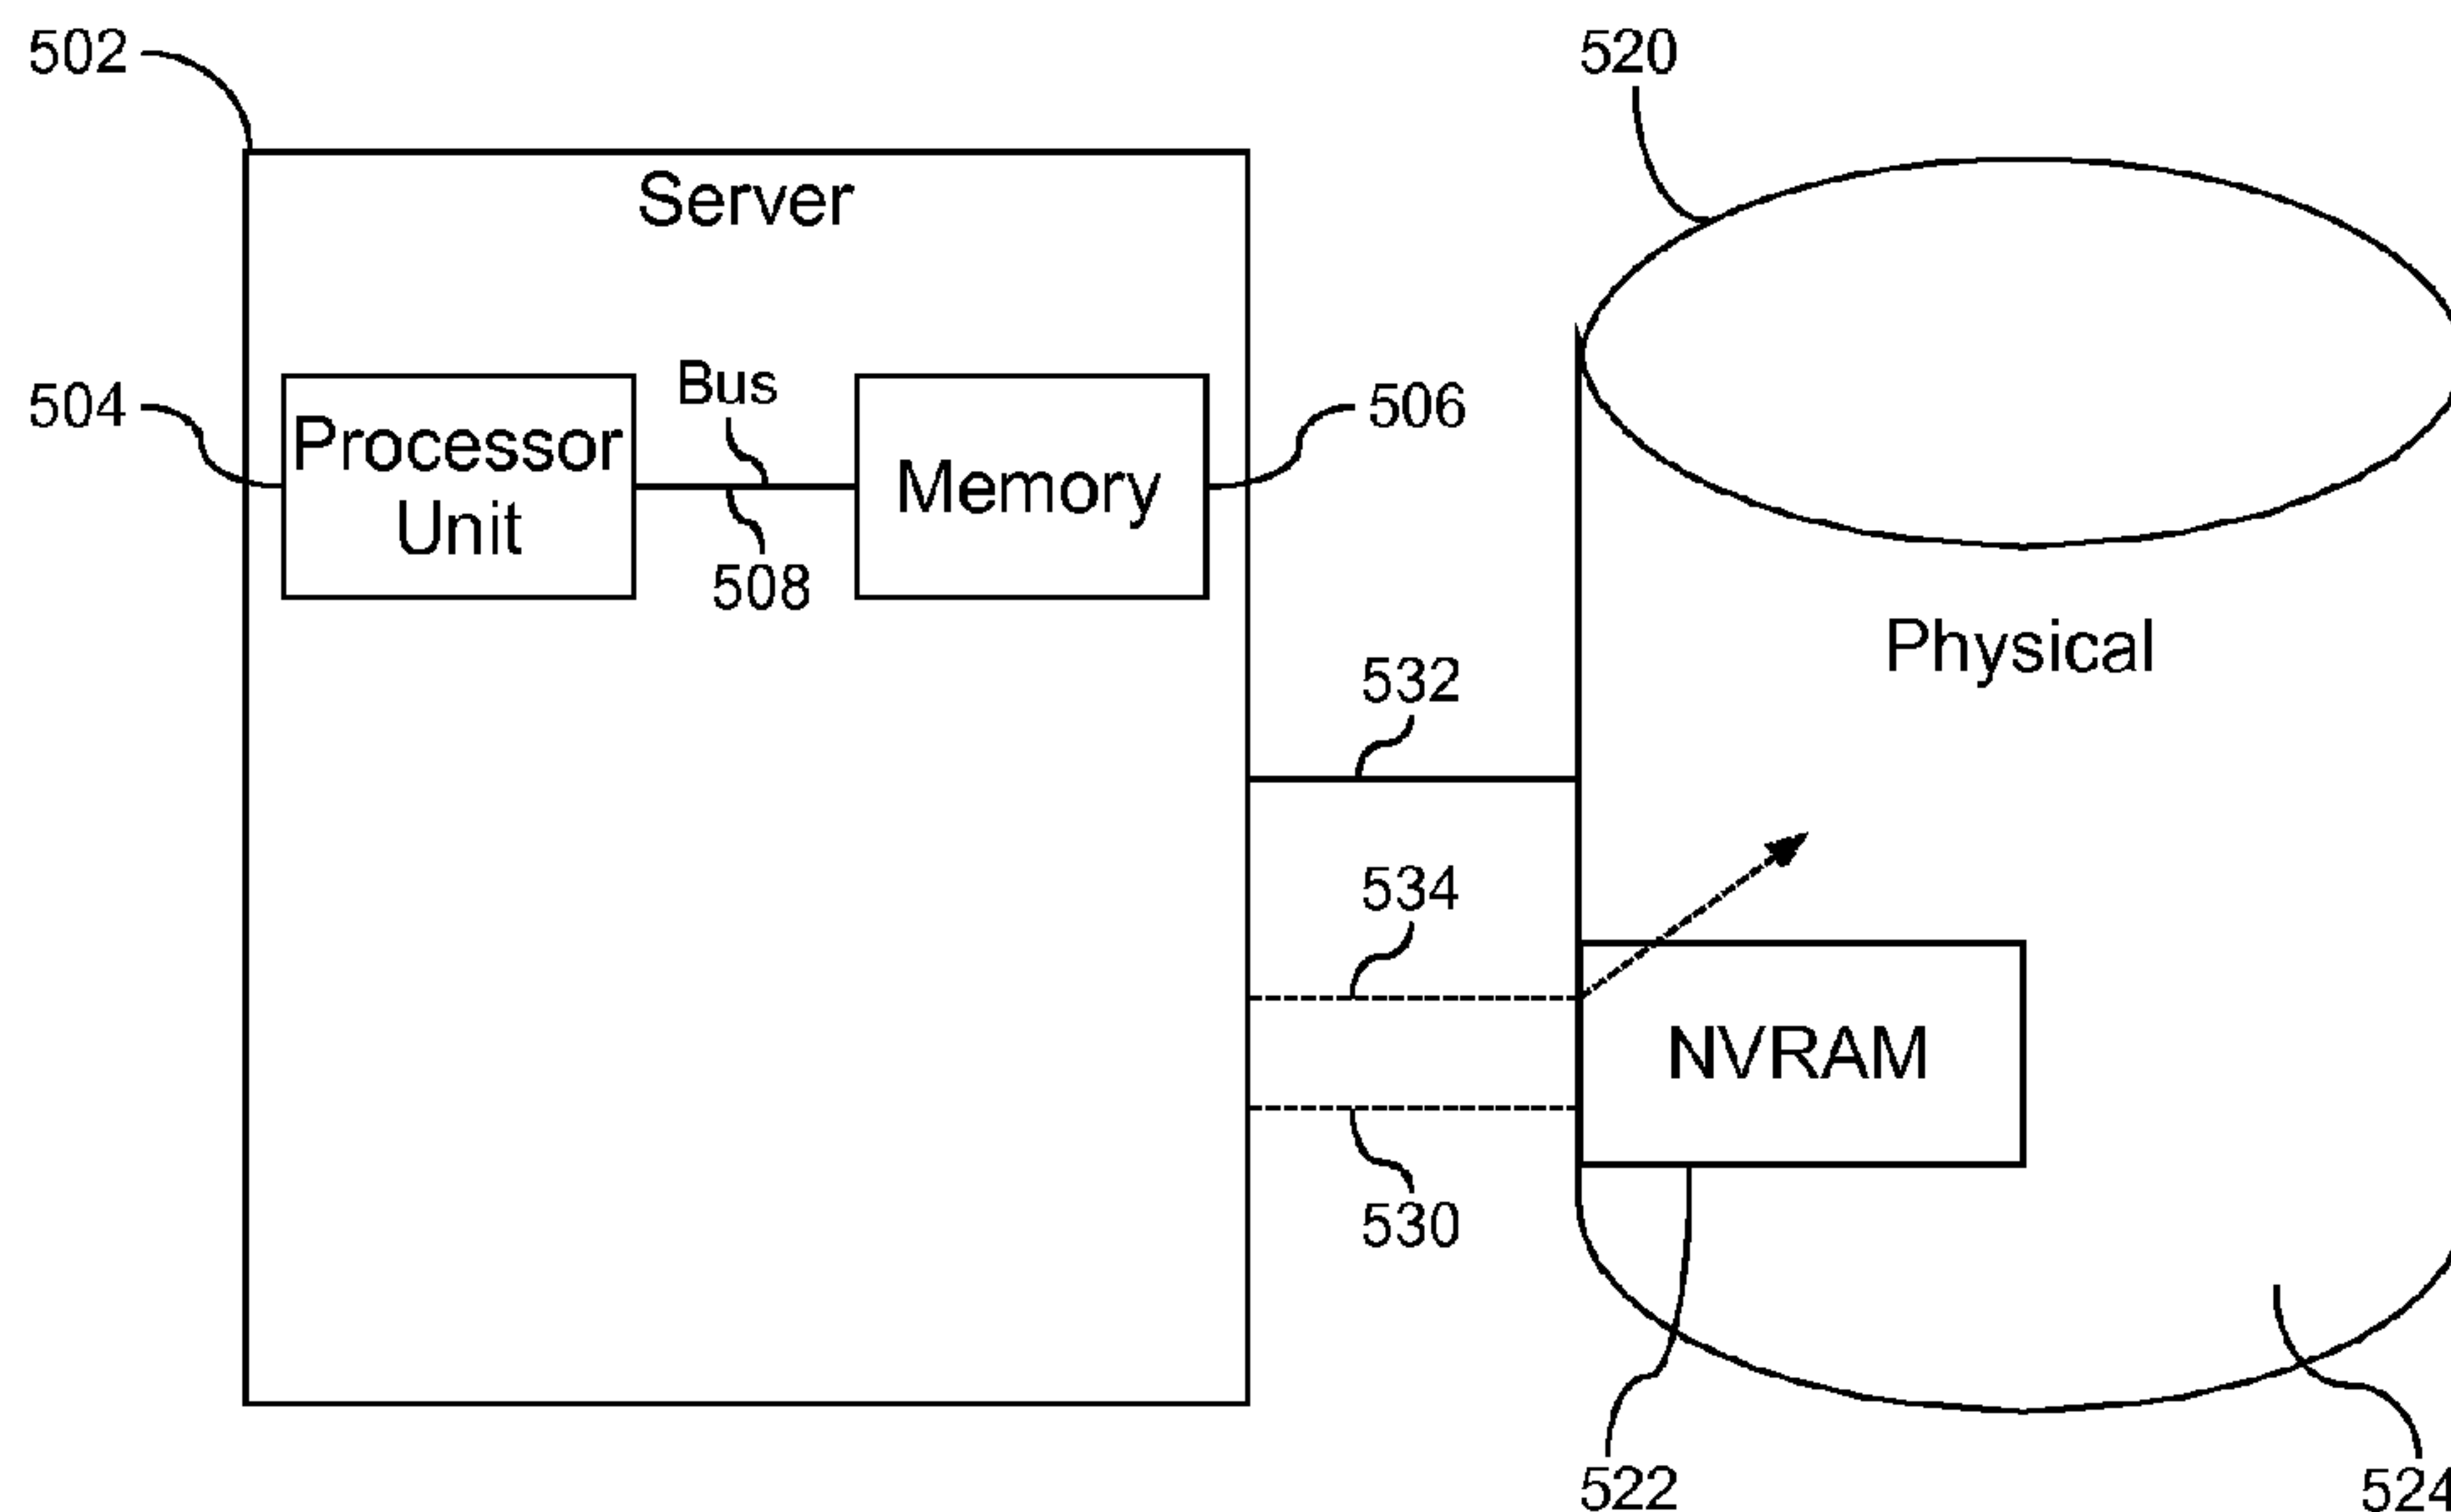 502
520
Server
504
Processor
Unit
Bus
508
Memory
506
Physical
532
534
NVRAM
530
522
524